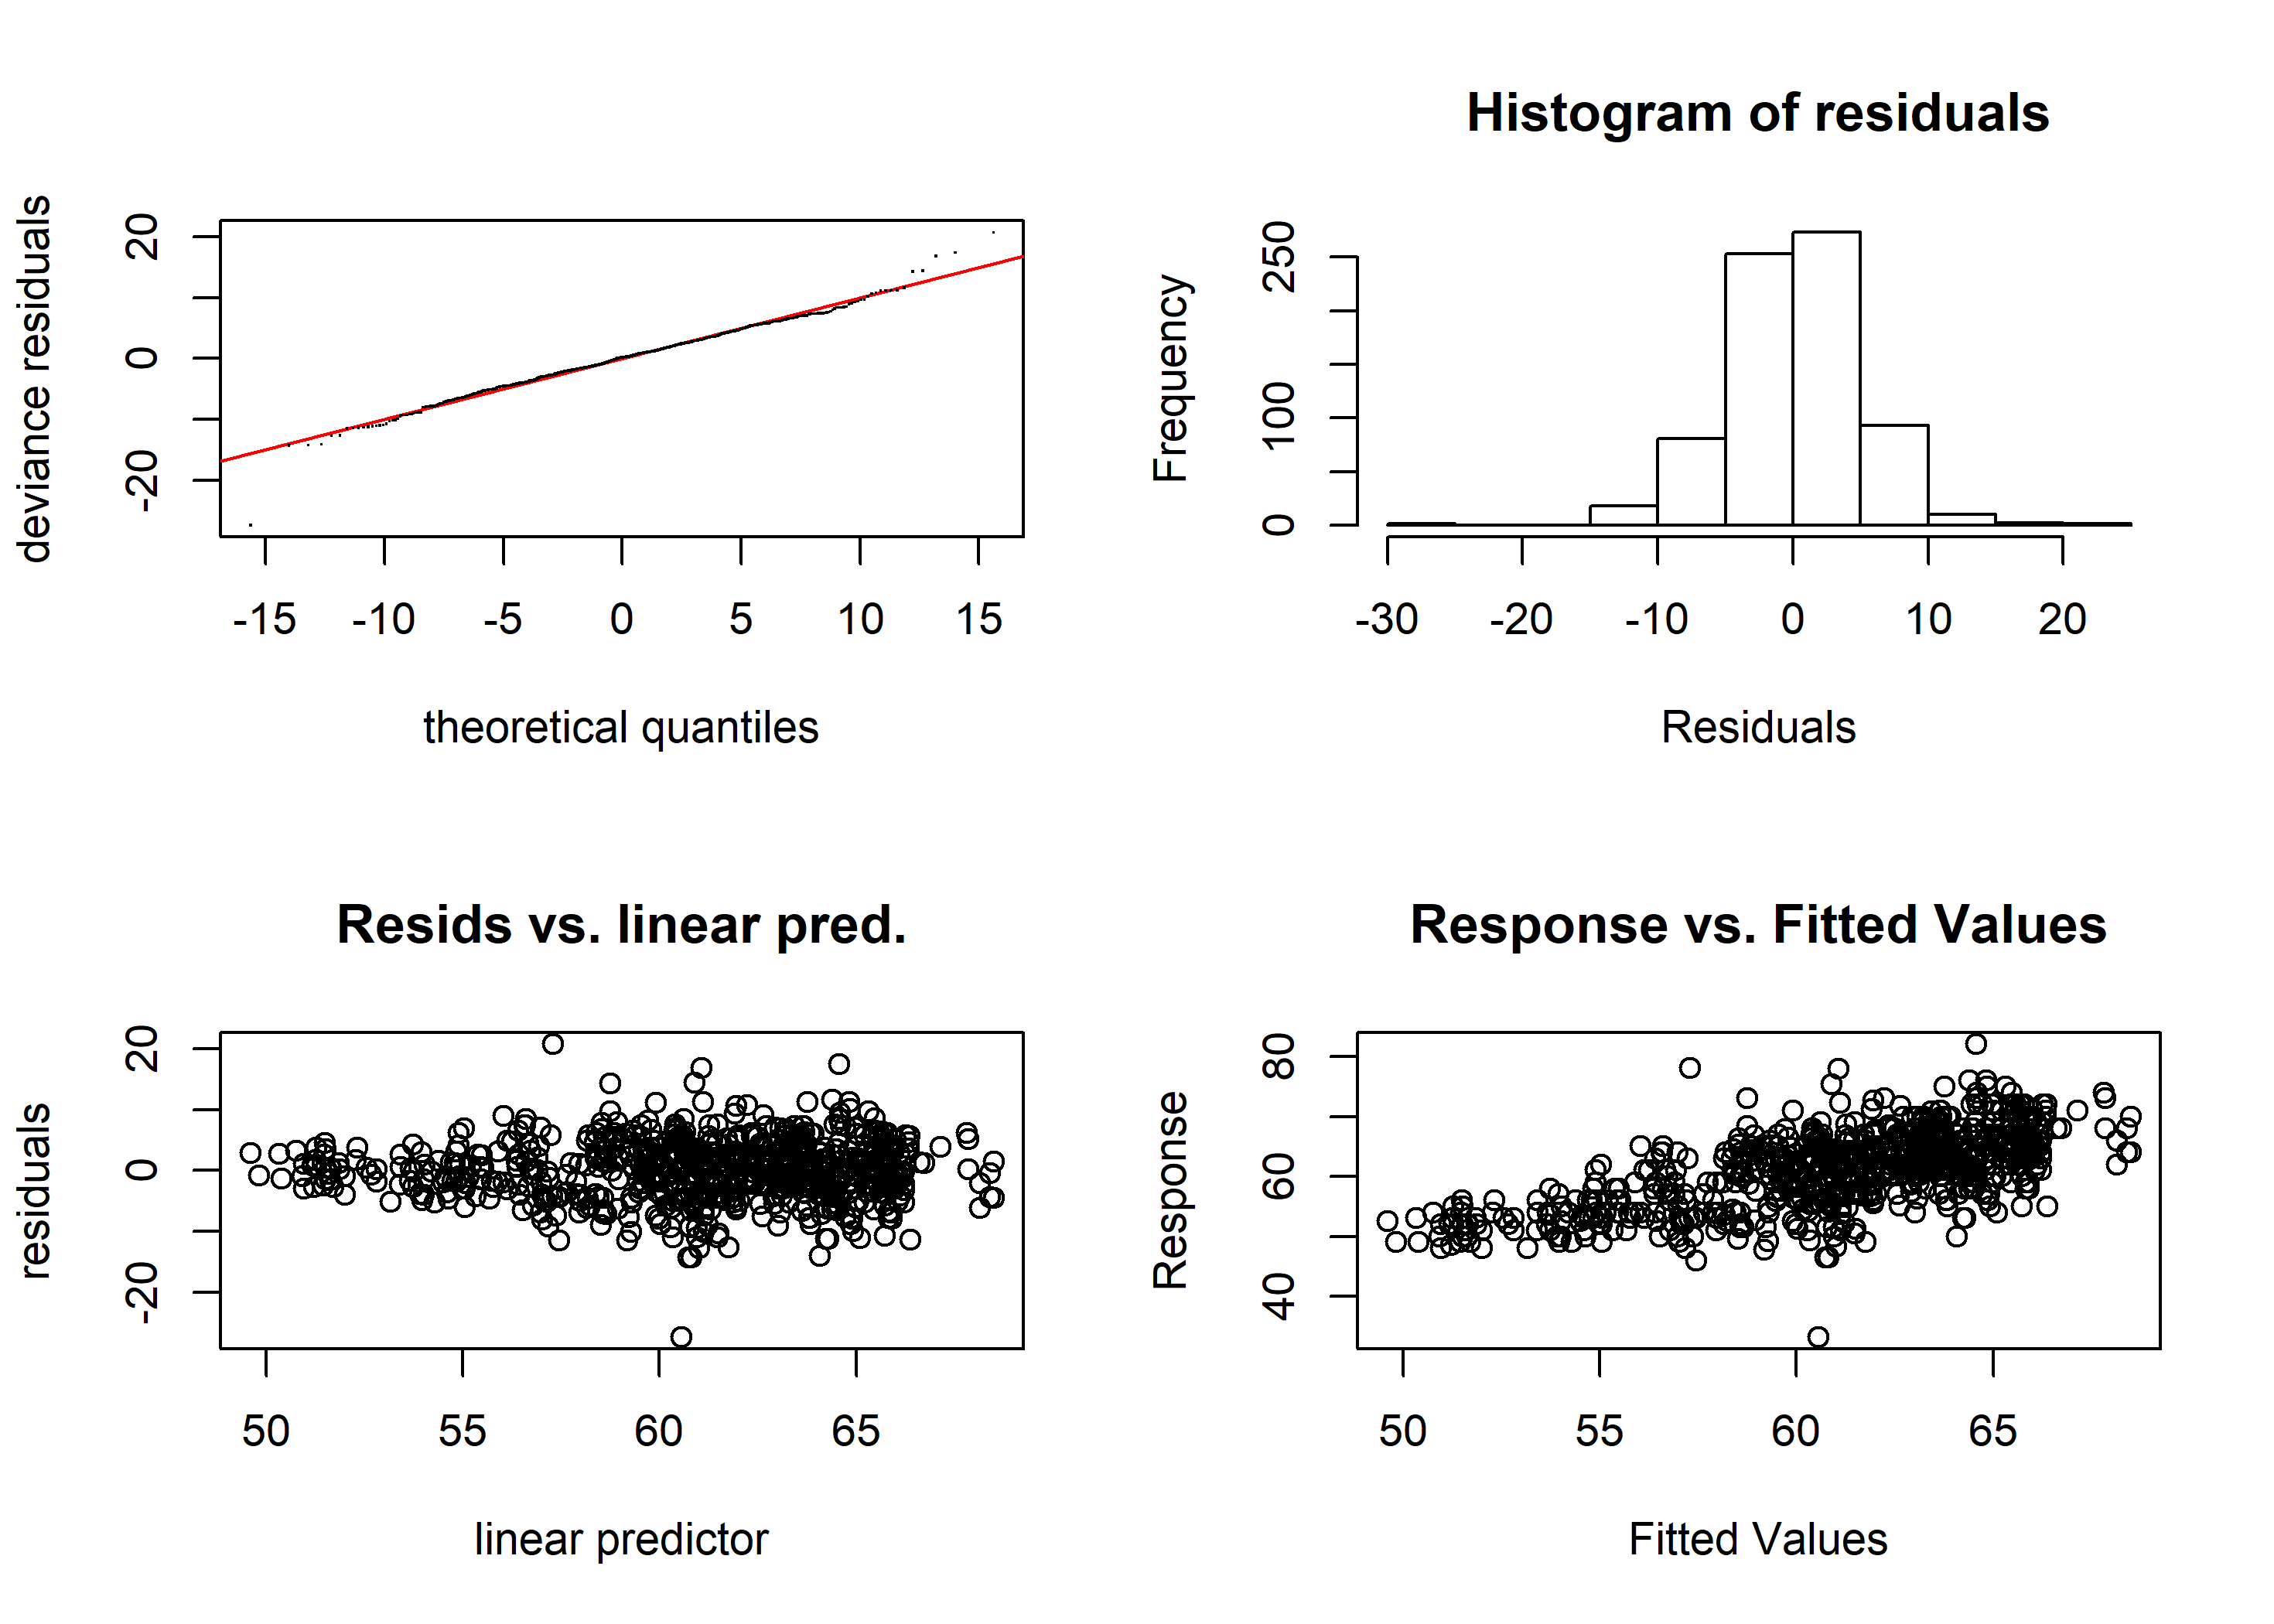 deviance residuals
20
0
-20
-15 -10 -5 0 5 10 15
theoretical quantiles
Histogram of residuals
Frequency
250
100
0
-30 -20 -10 0 10 20
Residuals
Resids vs. linear pred.
residuals
20
0
-20
50 55 60 65
linear predictor
Response vs. Fitted Values
Response
80
60
40
50 55 60 65
Fitted Values